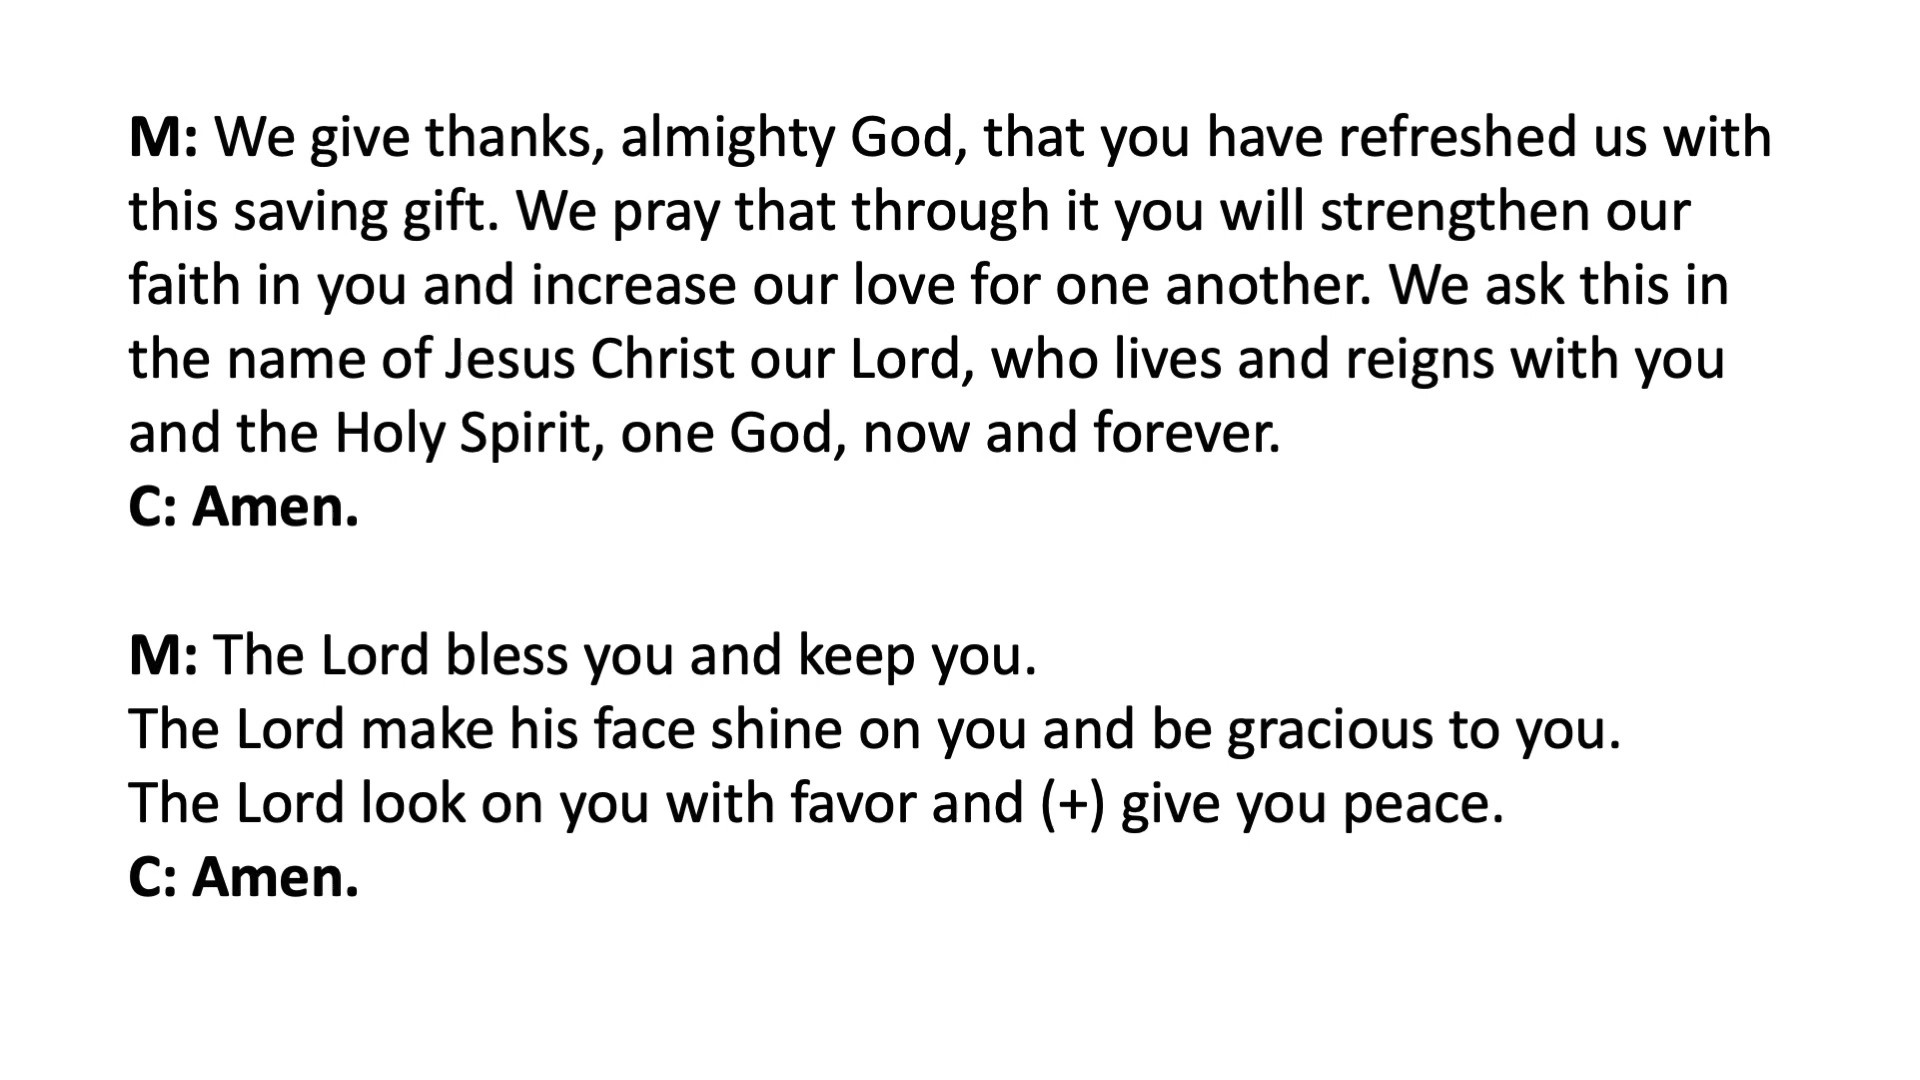 M: We give thanks, almighty God, that you have refreshed us with
this saving gift. We pray that through it you will strengthen our
faith in you and increase our love for one another. We ask this in
the name of Jesus Christ our Lord, who lives and reigns with you
and the Holy Spirit, one God, now and forever.
C: Amen.
M: The Lord bless you and keep you.
The Lord make his face shine on you and be gracious to you.
The Lord look on you with favor and (+) give you peace.
C: Amen.